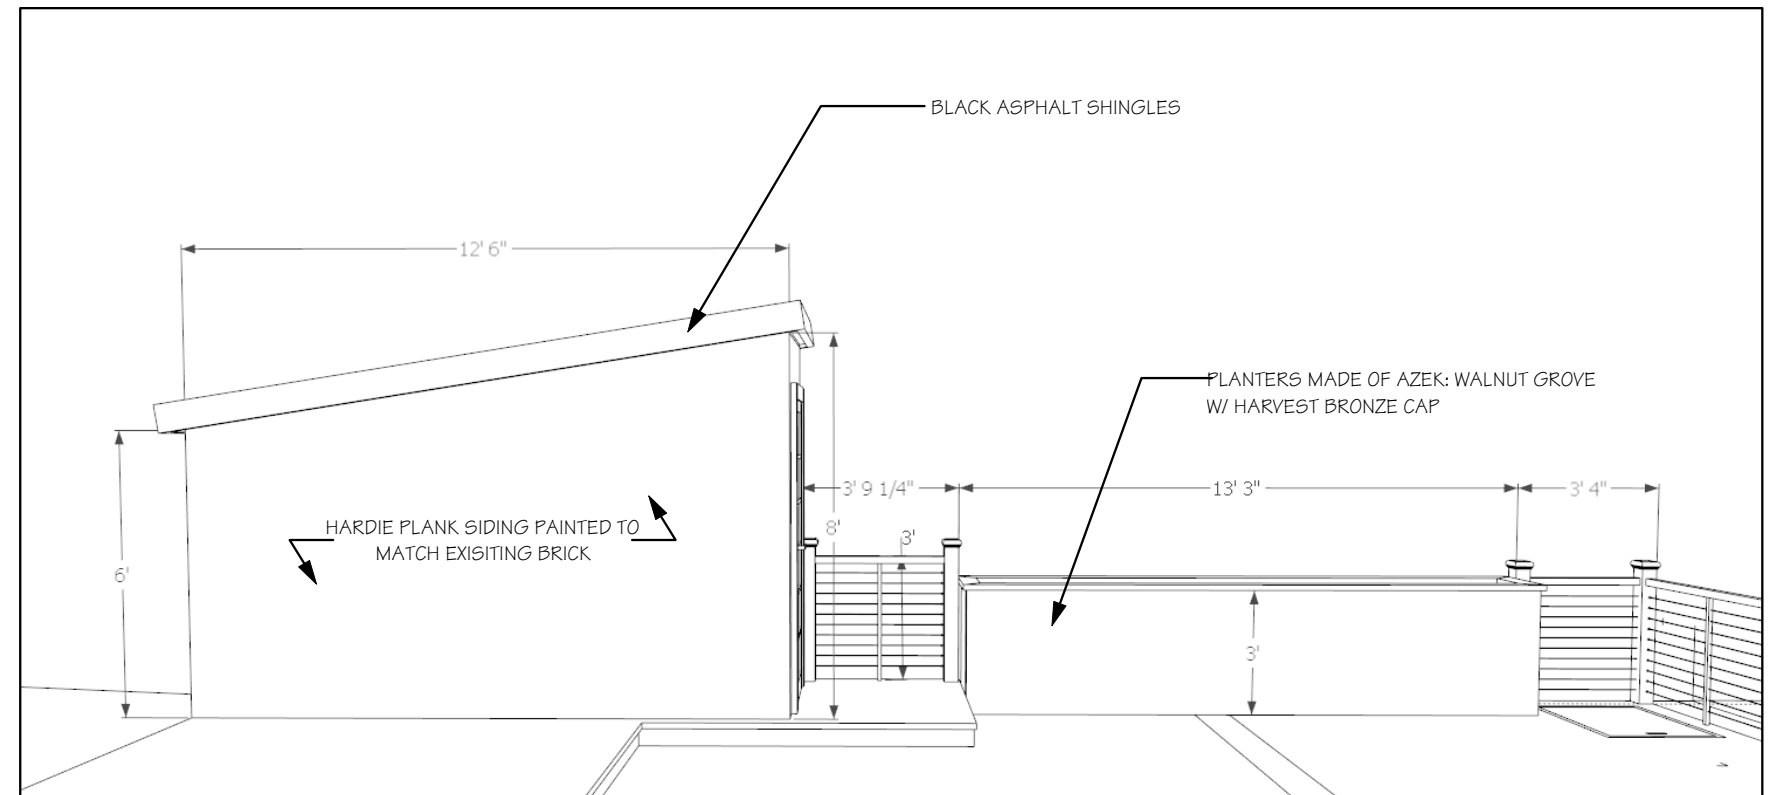 BLACK ASPHALT SHINGLES
12' 6"
PLANTERS MADE OF AZEK: WALNUT GROVE
W/ HARVEST BRONZE CAP
3' 9 1/4"
13' 3"
3' 4"
HARDIE PLANK SIDING PAINTED TO
MATCH EXISITING BRICK
8'
3'
6'
3'